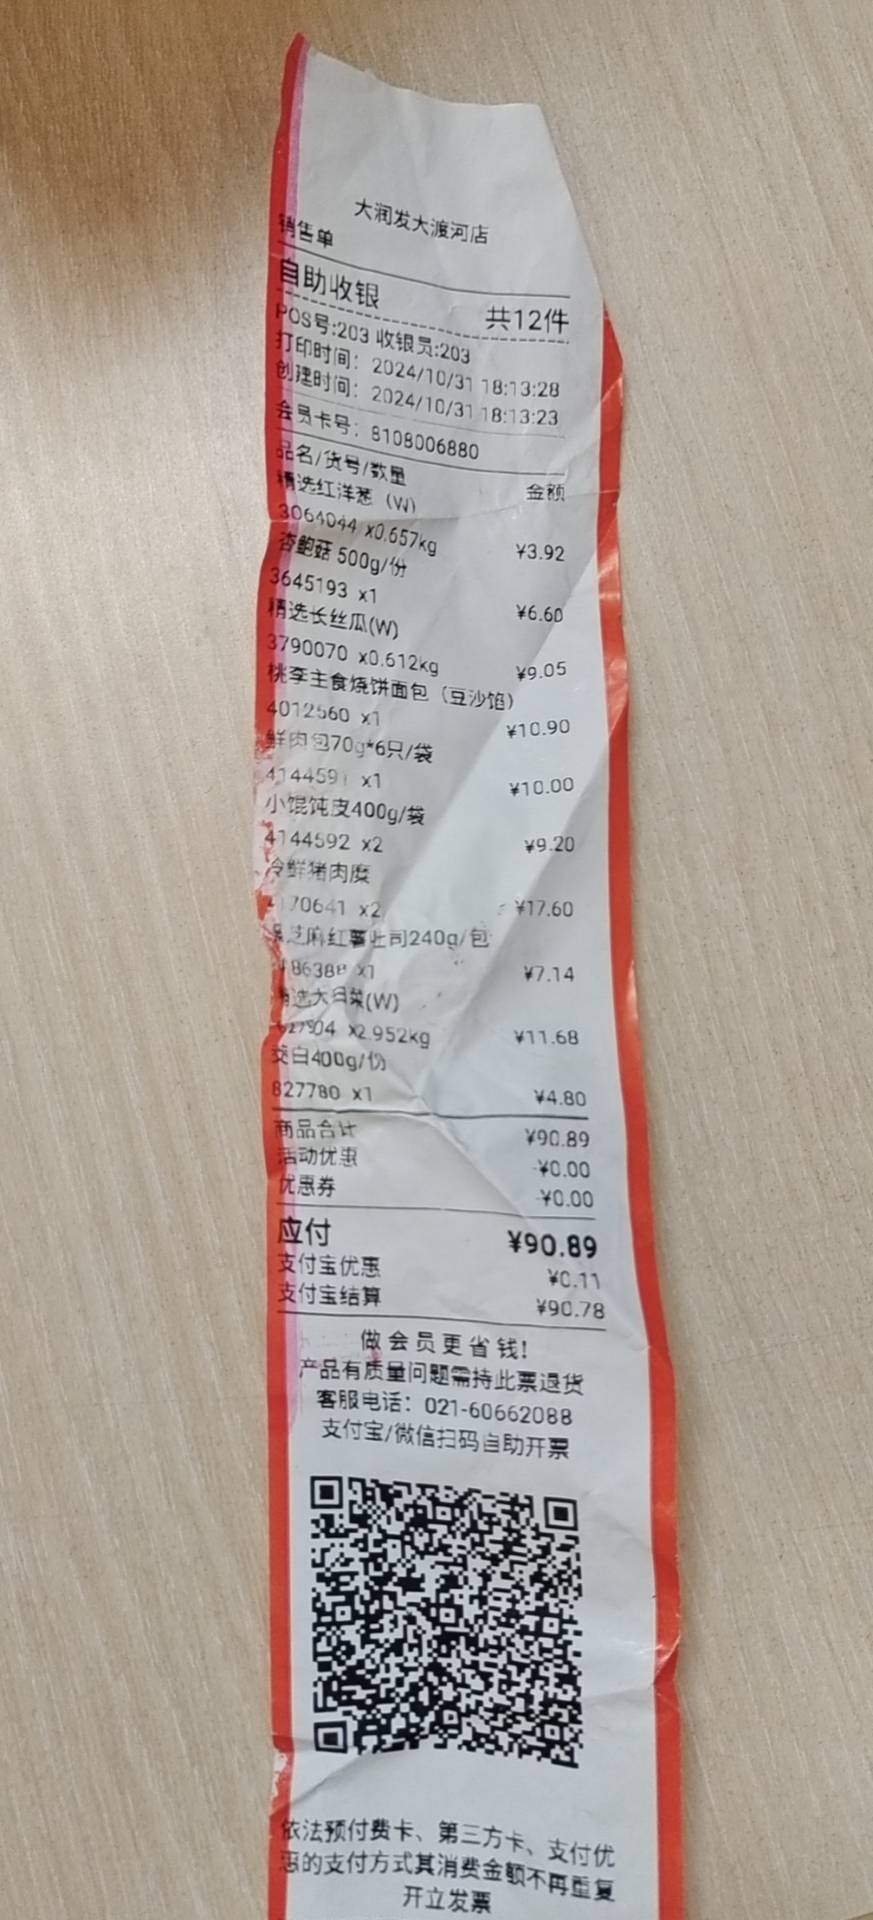 大润发大渡河店
销售单
自助收银 共12件
POS号:203 收银员:203
打印时间: 2024/10/31 18:13:28
创建时间: 2024/10/31 18:13:23
会员卡号: 8108006880
品名/货号/数量 金额
精选红洋葱 (W)
3064044 x0.657kg ¥3.92
杏鲍菇 500g/份
3645193 x1 ¥6.60
精选长丝瓜(W)
3790070 x0.612kg ¥9.05
桃李主食烧饼面包 (豆沙馅)
4012560 x1 ¥10.90
鲜肉包70g*6只/袋
4144591 x1 ¥10.00
小馄饨皮400g/袋
4144592 x2 ¥9.20
冷鲜猪肉糜
4170641 x2 ¥17.60
黑芝麻红薯吐司240g/包
x1 ¥7.14
精选大白菜(W)
x2.952kg ¥11.68
茭白400g/份
827780 x1 ¥4.80
商品合计 ¥90.89
活动优惠 -¥0.00
优惠券 -¥0.00
应付 ¥90.89
支付宝优惠 ¥0.11
支付宝结算 ¥90.78
做会员更省钱!
产品有质量问题需持此票退货
客服电话: 021-60662088
支付宝/微信扫码自助开票
依法预付费卡、第三方卡、支付优
惠的支付方式其消费金额不再重复
开立发票